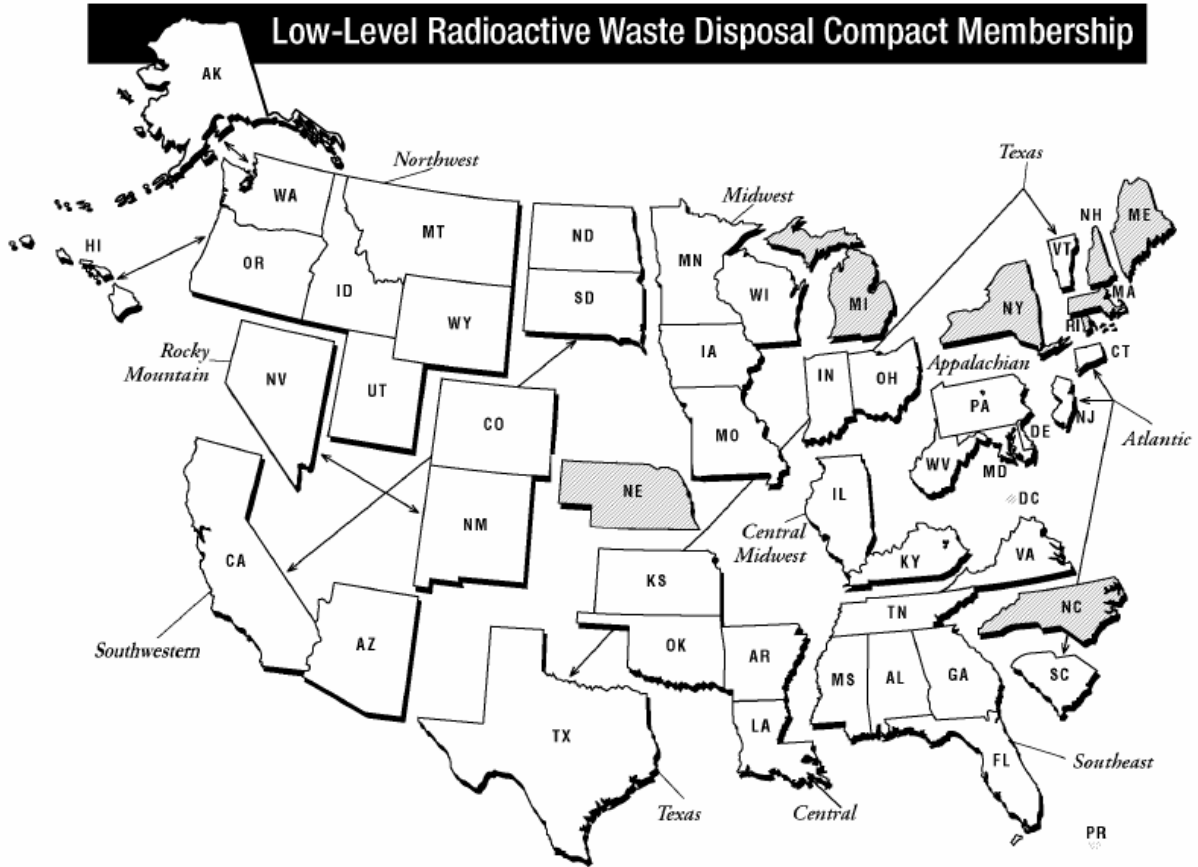 Low-Level Radioactive Waste Disposal Compact Membership
AK
Northwest
Texas
Midwest
WA
MT
ND
MN
NH
ME
VT
HI
OR
ID
SD
WI
MI
NY
MA
RI
WY
IA
CT
Rocky
Mountain
NV
UT
IN
OH
Appalachian
PA
NJ
CO
MO
DE
Atlantic
WV
MD
NE
IL
DC
NM
Central
Midwest
CA
KS
KY
VA
TN
NC
Southwestern
AZ
OK
AR
MS
AL
GA
SC
TX
LA
FL
Southeast
Texas
Central
PR